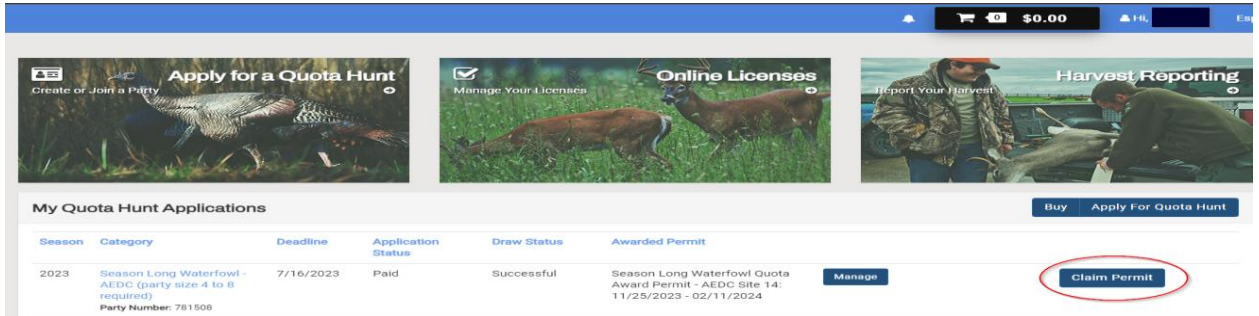 0 $0.00 Hi, Esp
Apply for a Quota Hunt
Create or Join a Party
Online Licenses
Manage Your Licenses
Harvest Reporting
Report Your Harvest
My Quota Hunt Applications
Buy Apply For Quota Hunt
Season Category Deadline Application Status Draw Status Awarded Permit
2023 Season Long Waterfowl - 7/16/2023 Paid Successful Season Long Waterfowl Quota Manage Claim Permit
AEDC (party size 4 to 8 Award Permit - AEDC Site 14:
required) 11/25/2023 - 02/11/2024
Party Number: 781508